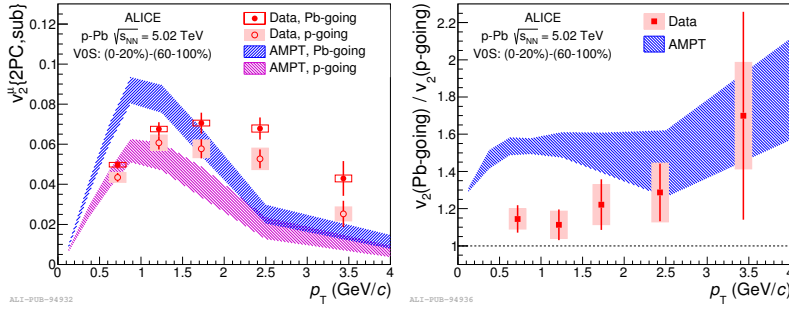 ALICE
p-Pb √s_NN = 5.02 TeV
V0S: (0-20%)-(60-100%)
Data, Pb-going
Data, p-going
AMPT, Pb-going
AMPT, p-going
v₂^μ{2PC,sub}
0.12
0.1
0.08
0.06
0.04
0.02
0
0 0.5 1 1.5 2 2.5 3 3.5 4
p_T (GeV/c)
ALI-PUB-94932
ALICE
p-Pb √s_NN = 5.02 TeV
V0S: (0-20%)-(60-100%)
Data
AMPT
v₂(Pb-going) / v₂(p-going)
2.2
2
1.8
1.6
1.4
1.2
1
0 0.5 1 1.5 2 2.5 3 3.5 4
p_T (GeV/c)
ALI-PUB-94936